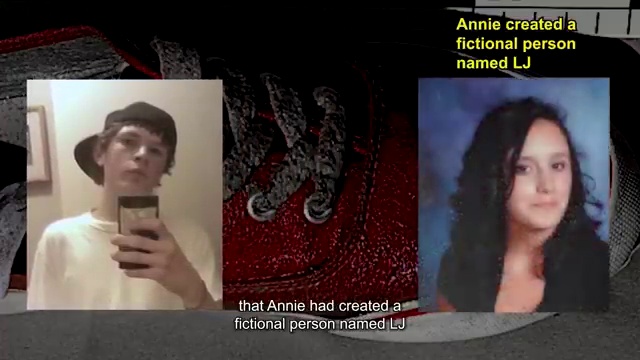 Annie created a
fictional person
named LJ
that Annie had created a
fictional person named LJ